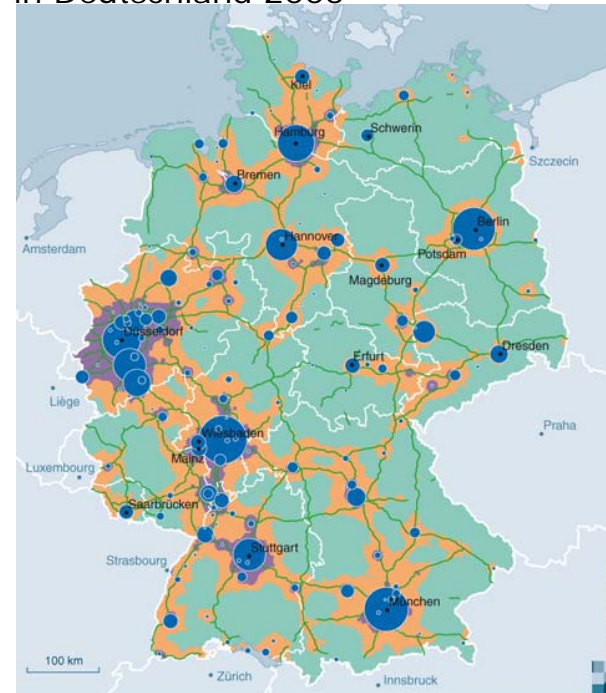 in Deutschland 2003
Kiel
Hamburg
Schwerin
Szczecin
Bremen
Amsterdam
Hannover
Berlin
Potsdam
Magdeburg
Düsseldorf
Erfurt
Dresden
Liège
Wiesbaden
Praha
Mainz
Luxembourg
Saarbrücken
Stuttgart
Strasbourg
München
100 km
Zürich
Innsbruck